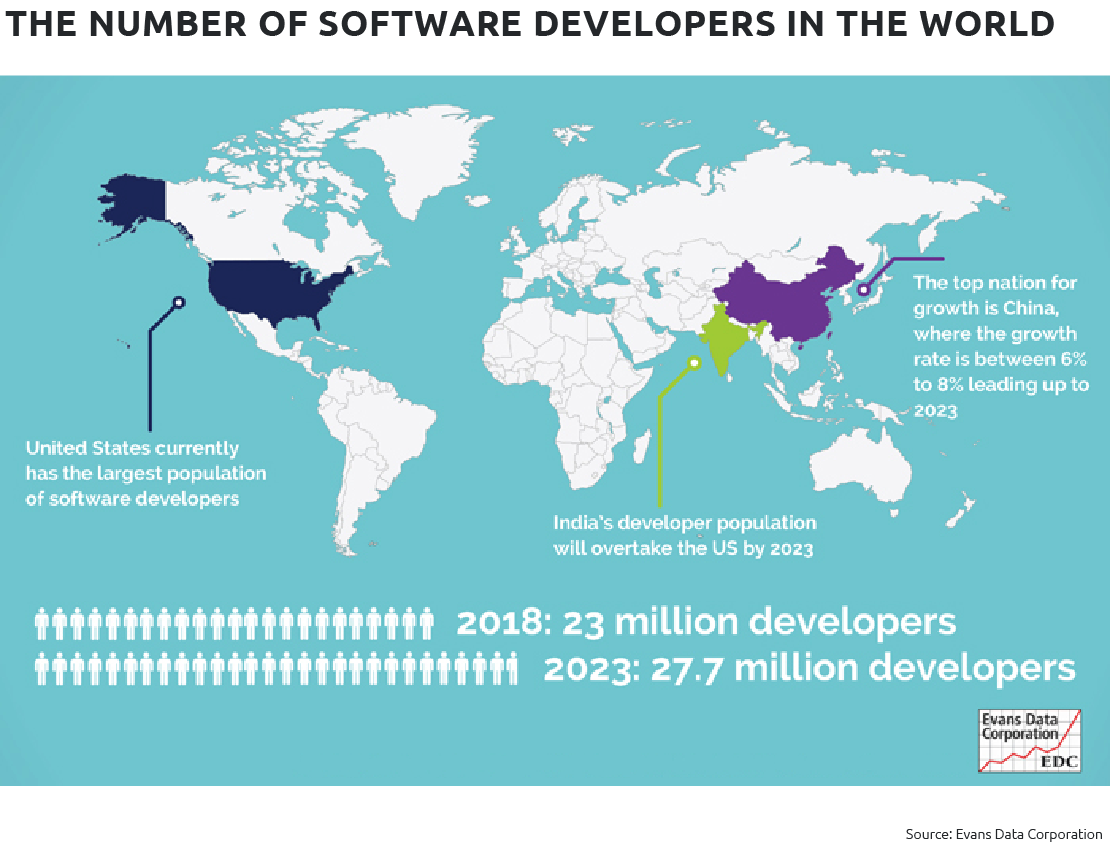 THE NUMBER OF SOFTWARE DEVELOPERS IN THE WORLD
The top nation for
growth is China,
where the growth
rate is between 6%
to 8% leading up to
2023
United States currently
has the largest population
of software developers
India's developer population
will overtake the US by 2023
2018: 23 million developers
2023: 27.7 million developers
Evans Data
Corporation
EDC
Source: Evans Data Corporation